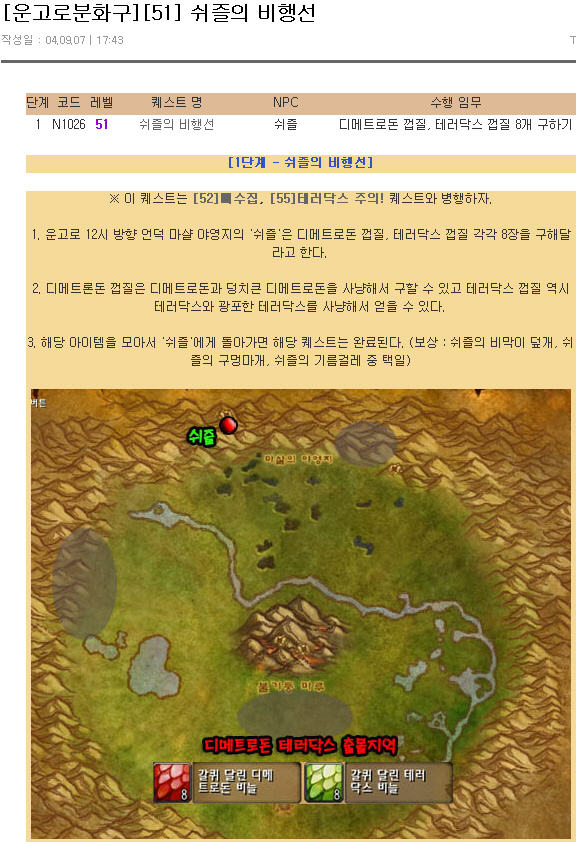 [운고로분화구][51] 쉬즐의 비행선
작성일 : 04,09,07 | 17:43
T
단계 코드 레벨 퀘스트 명 NPC 수행 임무
1 N1026 51 쉬즐의 비행선 쉬즐 디메트로돈 껍질, 테러닥스 껍질 8개 구하기
[1단계 - 쉬즐의 비행선]
※ 이 퀘스트는 [52]■수집, [55]테러닥스 주의! 퀘스트와 병행하자.
1. 운고로 12시 방향 언덕 마샬 야영지의 '쉬즐'은 디메트로돈 껍질, 테러닥스 껍질 각각 8장을 구해달
라고 한다.
2. 디메트론돈 껍질은 디메트로돈과 덩치큰 디메트로돈을 사냥해서 구할 수 있고 테러닥스 껍질 역시
테러닥스와 광포한 테러닥스를 사냥해서 얻을 수 있다.
3. 해당 아이템을 모아서 '쉬즐'에게 돌아가면 해당 퀘스트는 완료된다. (보상 : 쉬즐의 비막이 덮개, 쉬
즐의 구멍마개, 쉬즐의 기름걸레 중 택일)
버튼
쉬즐
마샬의 야영지
불기둥 마루
디메트로돈 테러닥스 출몰지역
갈퀴 달린 디메
트로돈 비늘
8
갈퀴 달린 테러
닥스 비늘
8